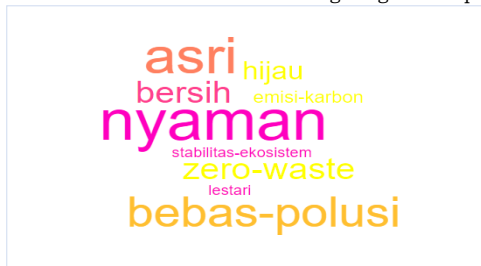 asri
hijau
bersih
emisi-karbon
nyaman
stabilitas-ekosistem
zero-waste
lestari
bebas-polusi